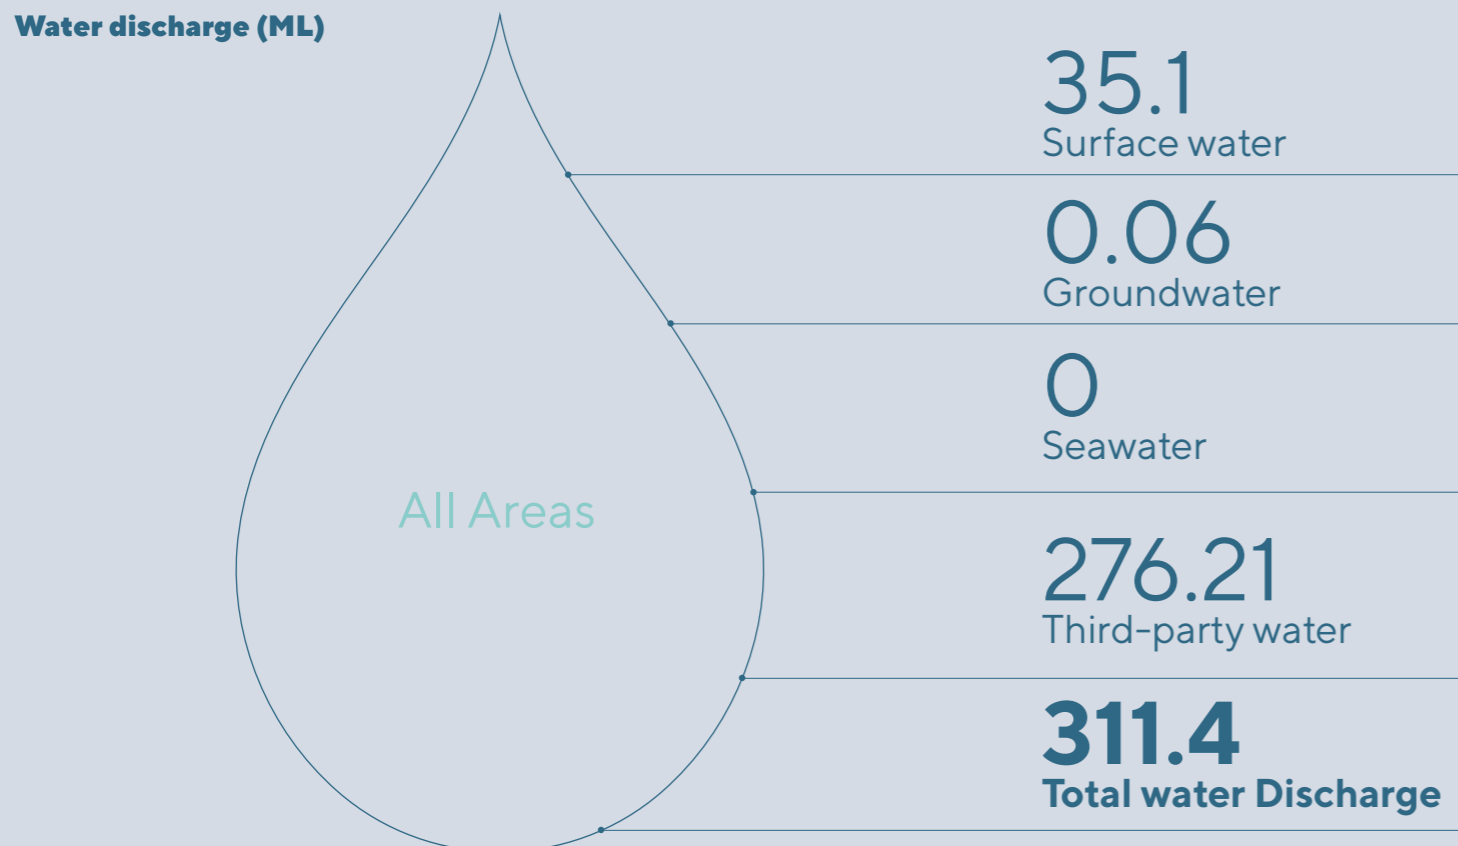 Water discharge (ML)
35.1
Surface water
0.06
Groundwater
0
Seawater
All Areas
276.21
Third-party water
311.4
Total water Discharge